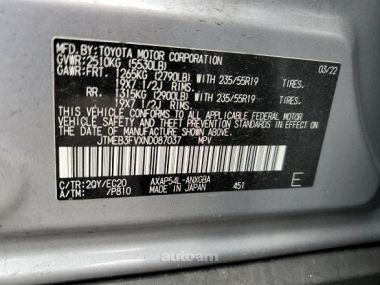 MFD.BY:TOYOTA MOTOR CORPORATION 03/22
GVWR:2510KG (5530LB)
GAWR:FRT. 1265KG (2790LB) WITH 235/55R19 TIRES.
19X7 1/2J RIMS.
RR. 1315KG (2900LB) WITH 235/55R19 TIRES.
19X7 1/2J RIMS.
THIS VEHICLE CONFORMS TO ALL APPLICABLE
FEDERAL MOTOR VEHICLE SAFETY, BUMPER, AND THEFT
PREVENTION STANDARDS IN EFFECT ON THE DATE OF
MANUFACTURE SHOWN ABOVE.
JTMEB3FVXND087037 MPV
C/TR:2QY/EC20 AXAP54L-ANXGBA
A/TM: /P810 MADE IN JAPAN 451 E
autoam